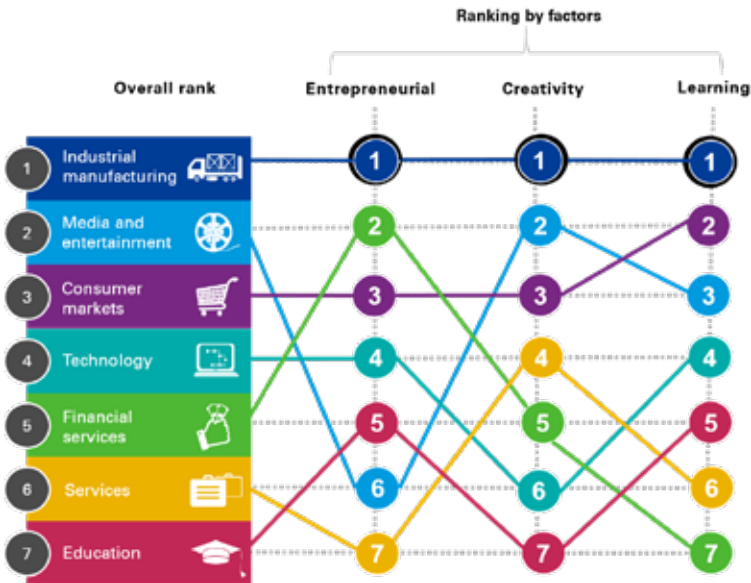 Ranking by factors
Overall rank Entrepreneurial Creativity Learning
1 Industrial manufacturing 1 1 1
2 Media and entertainment 2 2 2
3 Consumer markets 3 3 3
4 Technology 4 4 4
5 Financial services 5 5 5
6 Services 6 6 6
7 Education 7 7 7